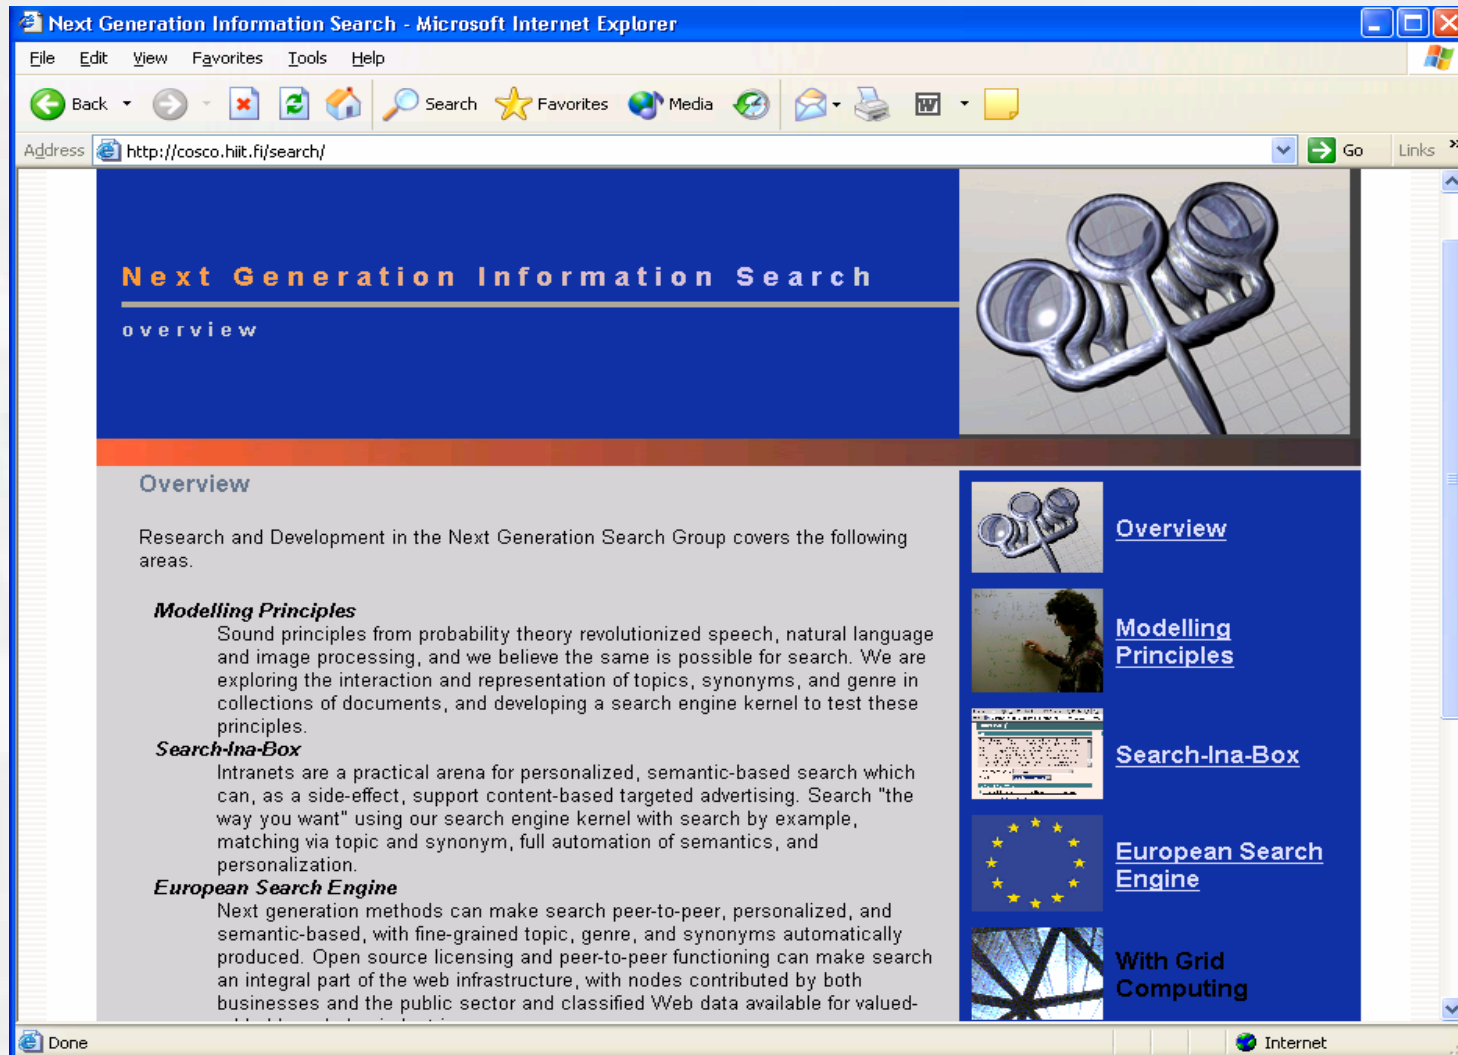 Next Generation Information Search - Microsoft Internet Explorer
File Edit View Favorites Tools Help
Back Search Favorites Media
Address http://cosco.hiit.fi/search/ Go Links »
Next Generation Information Search
overview
Overview
Research and Development in the Next Generation Search Group covers the following
areas.
Modelling Principles
Sound principles from probability theory revolutionized speech, natural language
and image processing, and we believe the same is possible for search. We are
exploring the interaction and representation of topics, synonyms, and genre in
collections of documents, and developing a search engine kernel to test these
principles.
Search-Ina-Box
Intranets are a practical arena for personalized, semantic-based search which
can, as a side-effect, support content-based targeted advertising. Search "the
way you want" using our search engine kernel with search by example,
matching via topic and synonym, full automation of semantics, and
personalization.
European Search Engine
Next generation methods can make search peer-to-peer, personalized, and
semantic-based, with fine-grained topic, genre, and synonyms automatically
produced. Open source licensing and peer-to-peer functioning can make search
an integral part of the web infrastructure, with nodes contributed by both
businesses and the public sector and classified Web data available for valued-
Overview
Modelling
Principles
Search-Ina-Box
European Search
Engine
With Grid
Computing
Done Internet